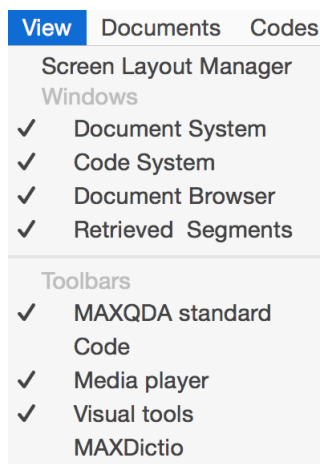 View Documents Codes
Screen Layout Manager
Windows
✓ Document System
✓ Code System
✓ Document Browser
✓ Retrieved Segments
Toolbars
✓ MAXQDA standard
Code
✓ Media player
✓ Visual tools
MAXDictio